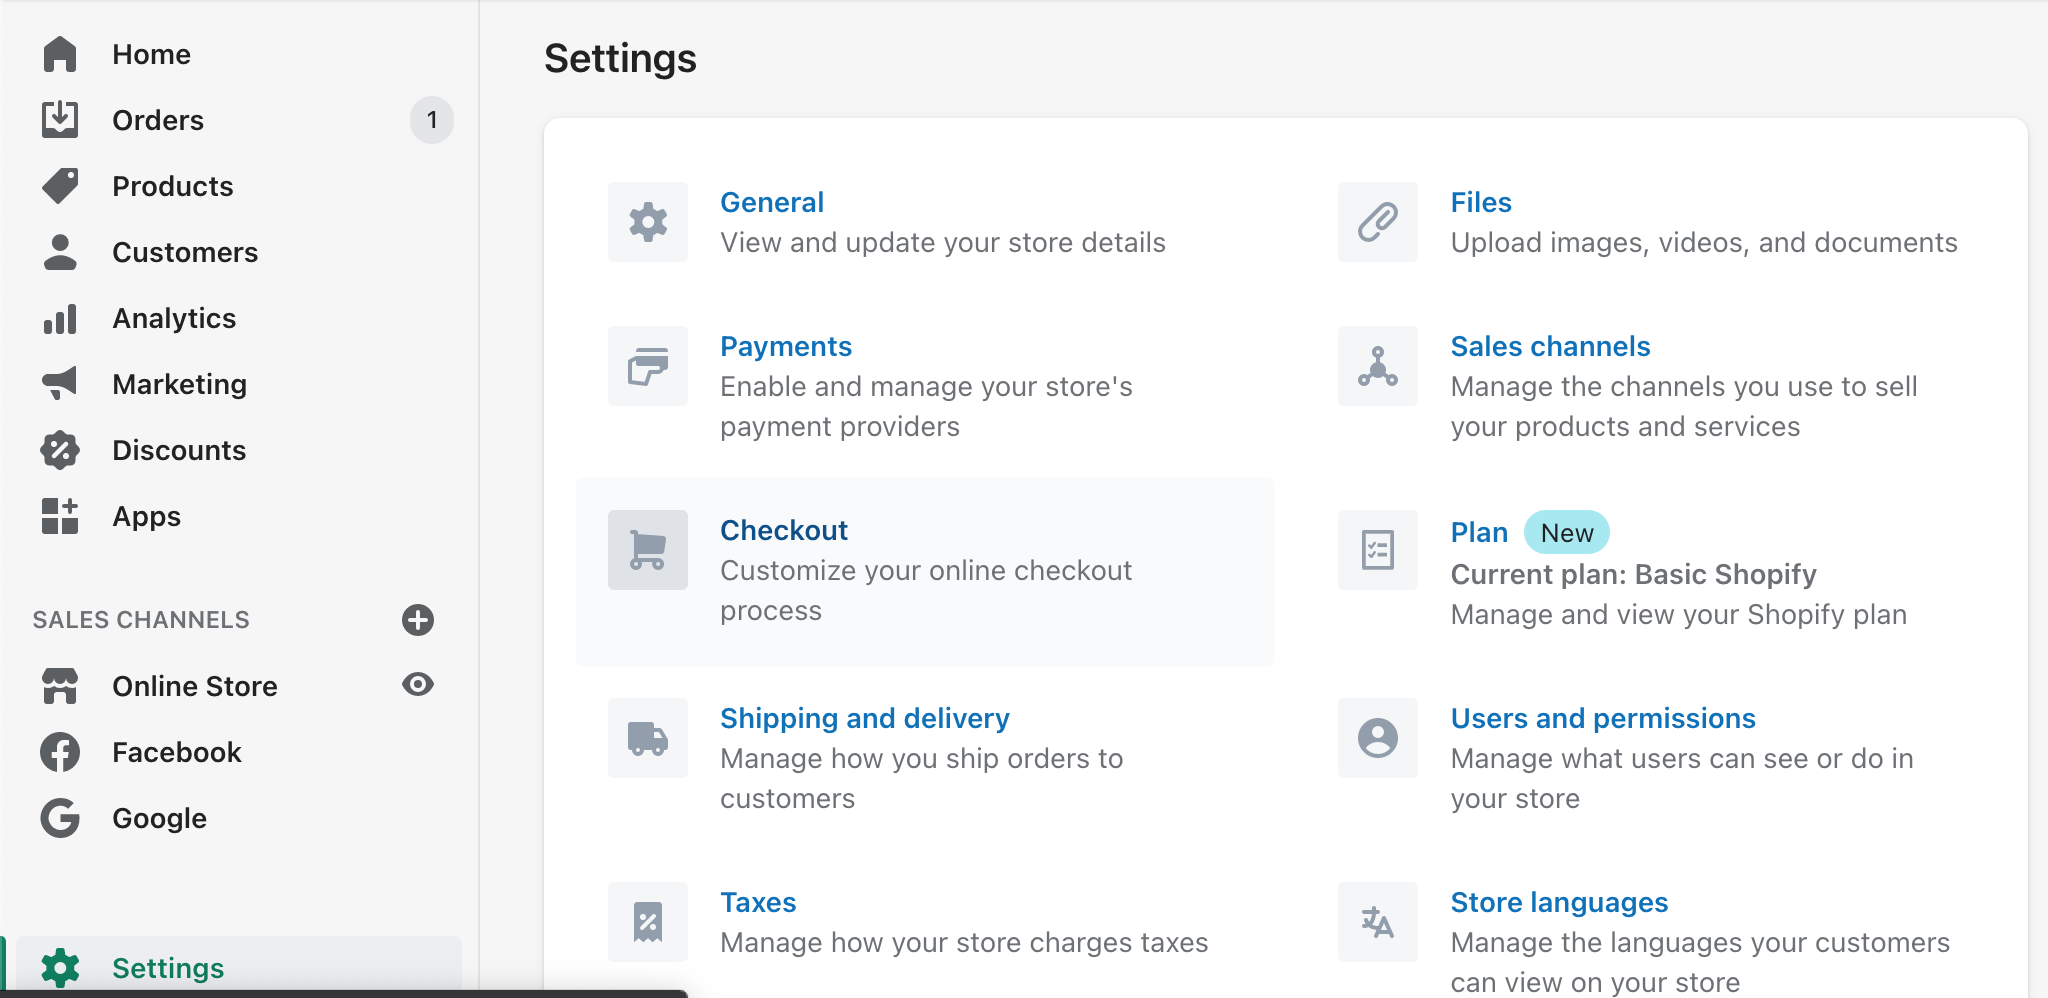 Home
Orders
1
Products
Customers
Analytics
Marketing
Discounts
Apps
SALES CHANNELS
Online Store
Facebook
Google
Settings
Settings
General
View and update your store details
Payments
Enable and manage your store's
payment providers
Checkout
Customize your online checkout
process
Shipping and delivery
Manage how you ship orders to
customers
Taxes
Manage how your store charges taxes
Files
Upload images, videos, and documents
Sales channels
Manage the channels you use to sell
your products and services
Plan New
Current plan: Basic Shopify
Manage and view your Shopify plan
Users and permissions
Manage what users can see or do in
your store
Store languages
Manage the languages your customers
can view on your store